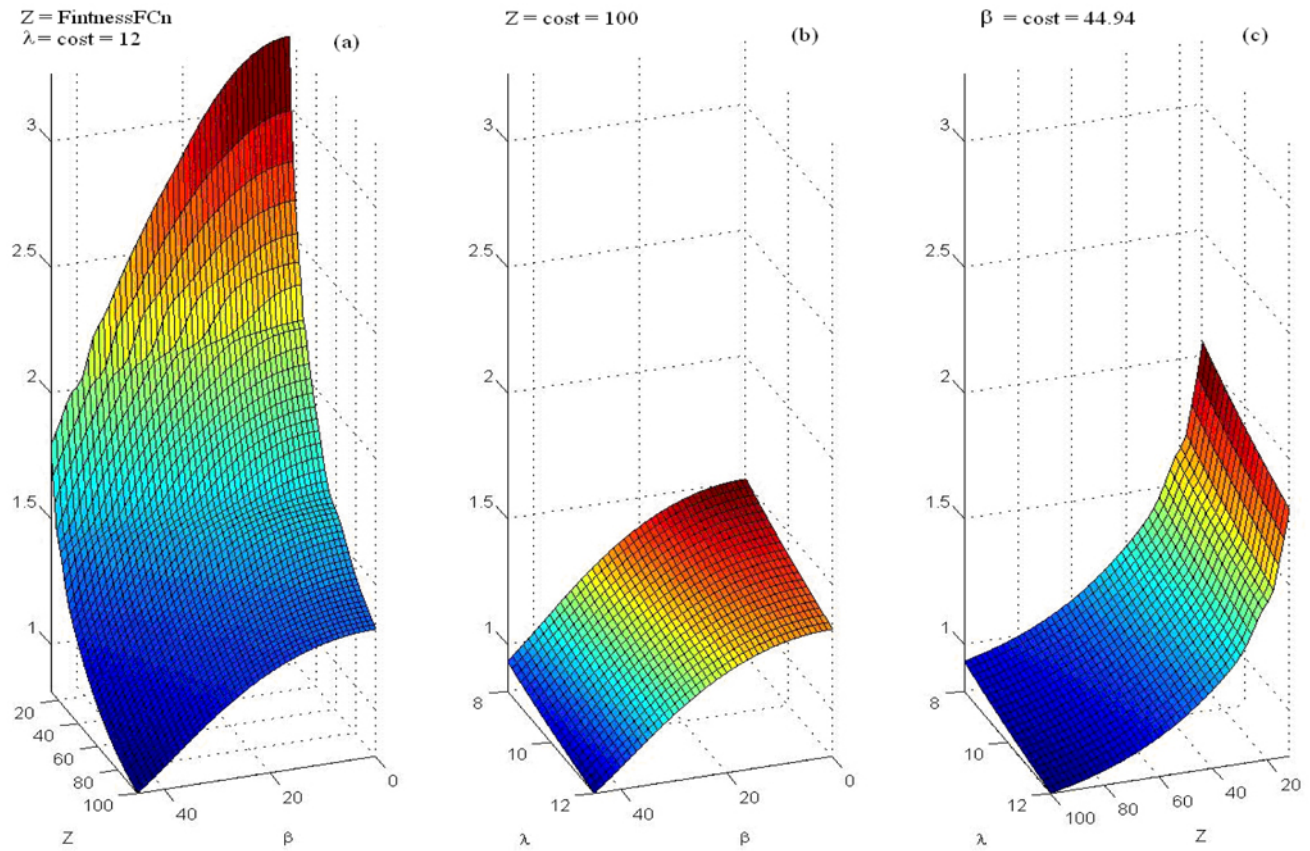 Z = FintnessFCn
λ = cost = 12
(a)
3
2.5
2
1.5
1
20
40
60
80
100
40
20
0
Z
β
Z = cost = 100
(b)
3
2.5
2
1.5
1
8
10
12
40
20
0
λ
β
β = cost = 44.94
(c)
3
2.5
2
1.5
1
8
10
12
100
80
60
40
20
λ
Z